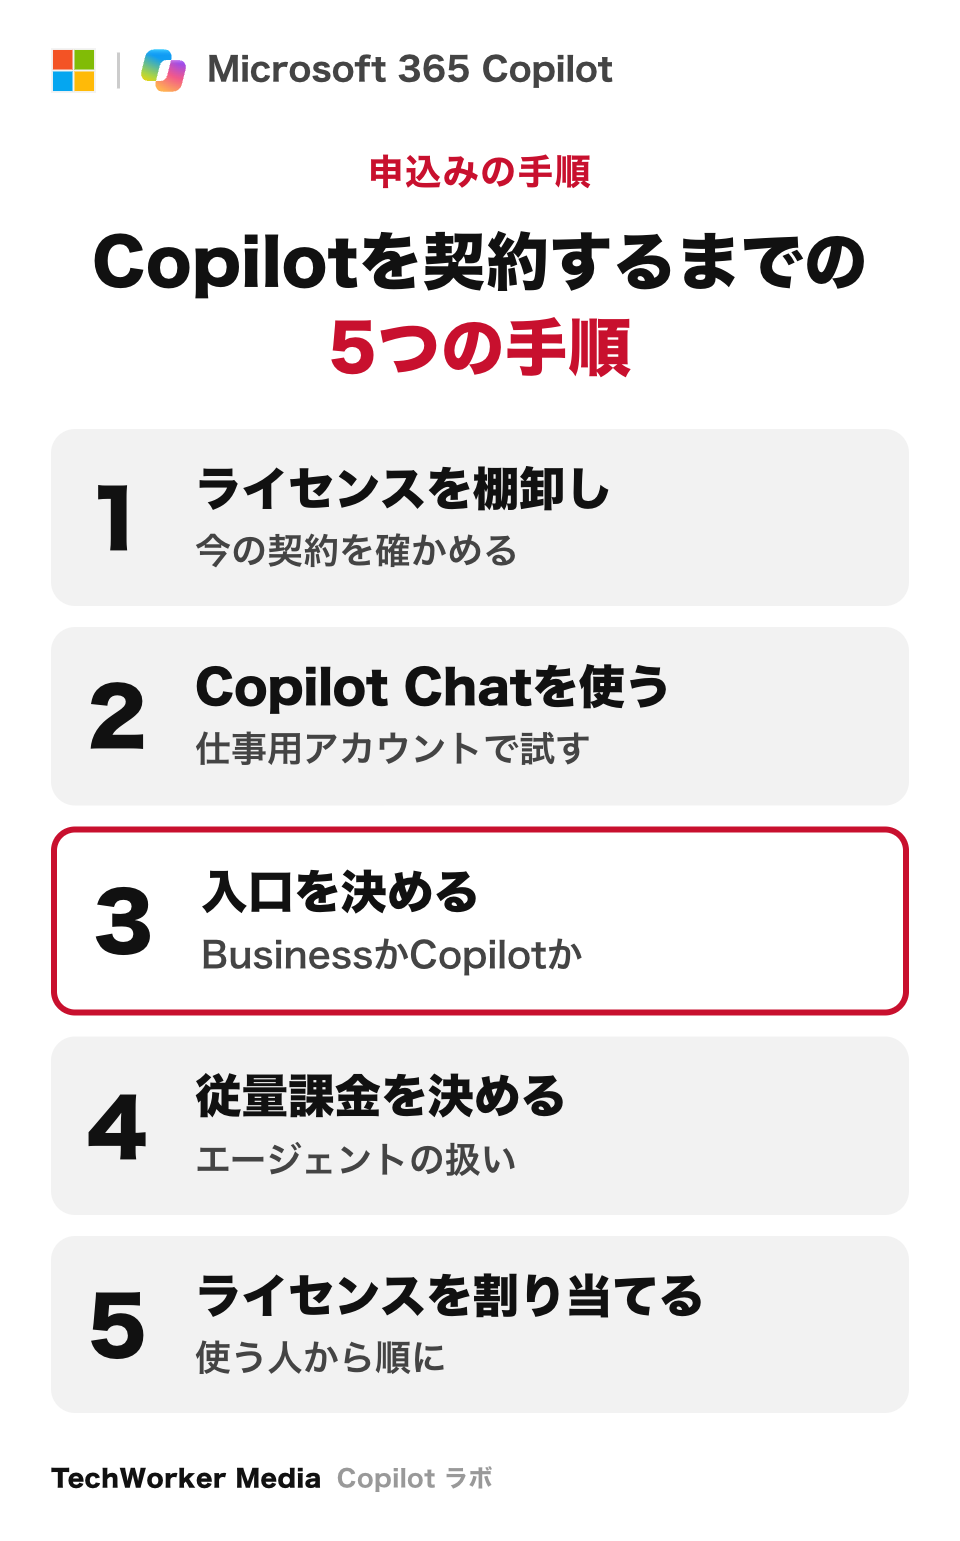 Microsoft 365 Copilot
申込みの手順
Copilotを契約するまでの
5つの手順
1
ライセンスを棚卸し
今の契約を確かめる
2
Copilot Chatを使う
仕事用アカウントで試す
3
入口を決める
BusinessかCopilotか
4
従量課金を決める
エージェントの扱い
5
ライセンスを割り当てる
使う人から順に
TechWorker Media Copilot ラボ